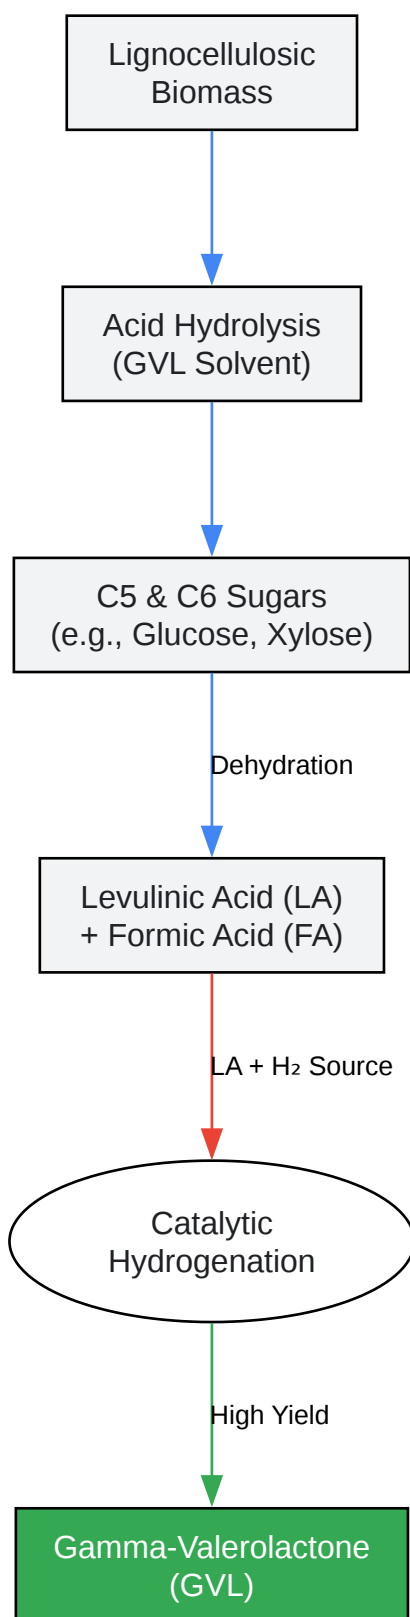 Lignocellulosic
Biomass
Acid Hydrolysis
(GVL Solvent)
C5 & C6 Sugars
(e.g., Glucose, Xylose)
Dehydration
Levulinic Acid (LA)
+ Formic Acid (FA)
LA + H₂ Source
Catalytic
Hydrogenation
High Yield
Gamma-Valerolactone
(GVL)